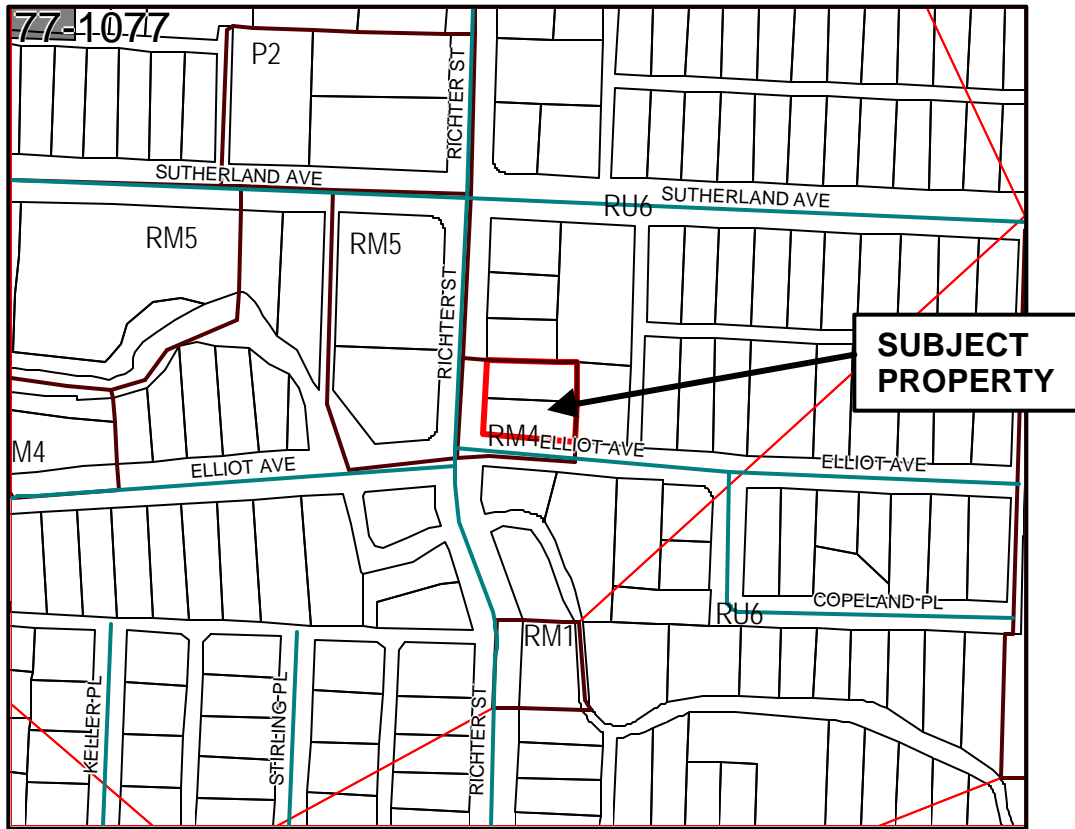 77-1077
P2
RICHTER ST
SUTHERLAND AVE
SUTHERLAND AVE
RU6
RM5
RM5
RICHTER ST
SUBJECT
PROPERTY
RM4
ELLIOT AVE
ELLIOT AVE
M4
ELLIOT AVE
COPELAND PL
RU6
RM1
KELLER PL
STIRLING PL
RICHTER ST